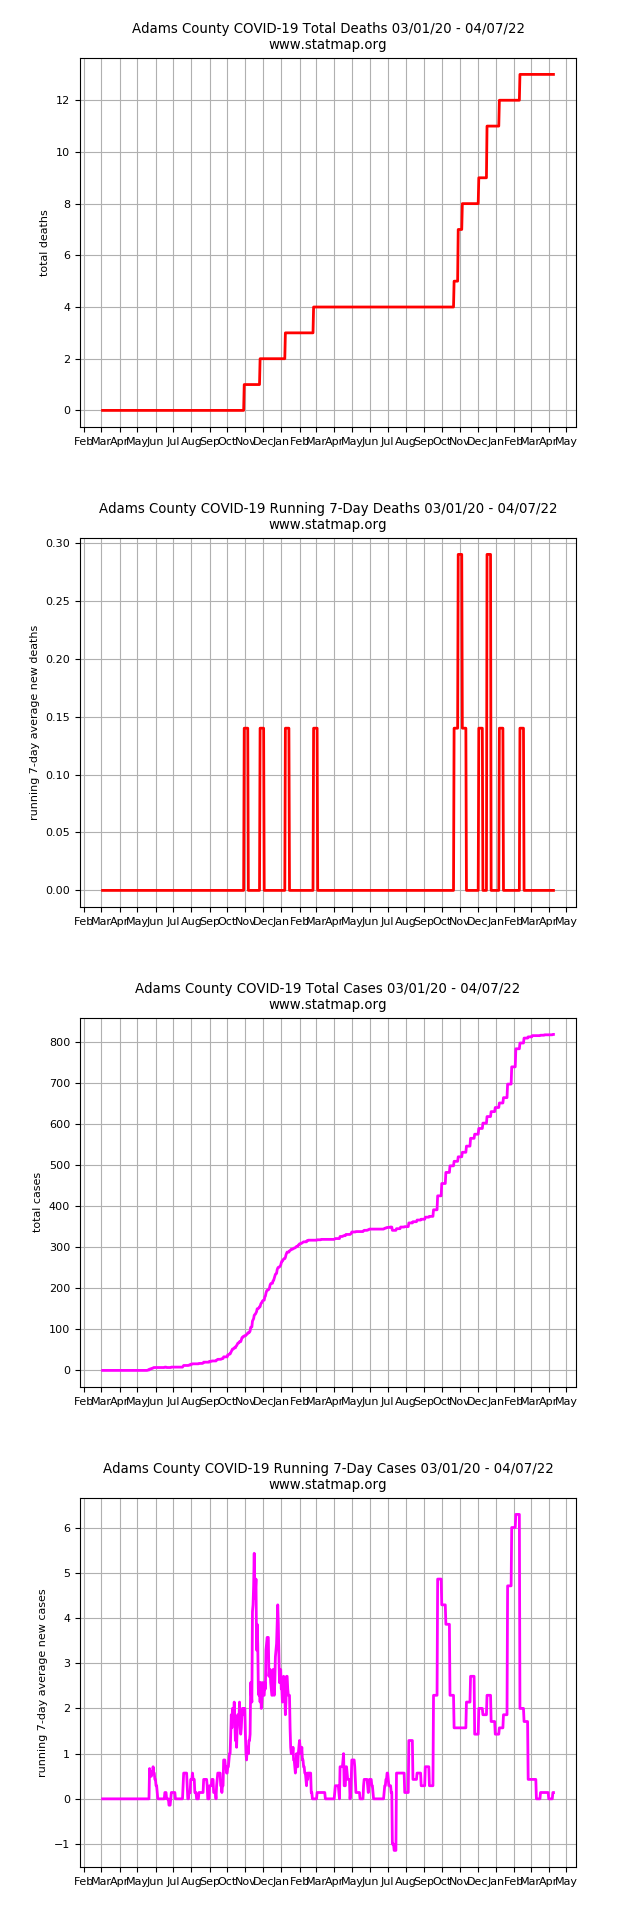 Adams County COVID-19 Total Deaths 03/01/20 - 04/07/22
www.statmap.org
12
10
8
6
4
2
0
total deaths
Feb Mar Apr May Jun Jul Aug Sep Oct Nov Dec Jan Feb Mar Apr May Jun Jul Aug Sep Oct Nov Dec Jan Feb Mar Apr May
Adams County COVID-19 Running 7-Day Deaths 03/01/20 - 04/07/22
www.statmap.org
0.30
0.25
0.20
0.15
0.10
0.05
0.00
running 7-day average new deaths
Feb Mar Apr May Jun Jul Aug Sep Oct Nov Dec Jan Feb Mar Apr May Jun Jul Aug Sep Oct Nov Dec Jan Feb Mar Apr May
Adams County COVID-19 Total Cases 03/01/20 - 04/07/22
www.statmap.org
800
700
600
500
400
300
200
100
0
total cases
Feb Mar Apr May Jun Jul Aug Sep Oct Nov Dec Jan Feb Mar Apr May Jun Jul Aug Sep Oct Nov Dec Jan Feb Mar Apr May
Adams County COVID-19 Running 7-Day Cases 03/01/20 - 04/07/22
www.statmap.org
6
5
4
3
2
1
0
−1
running 7-day average new cases
Feb Mar Apr May Jun Jul Aug Sep Oct Nov Dec Jan Feb Mar Apr May Jun Jul Aug Sep Oct Nov Dec Jan Feb Mar Apr May